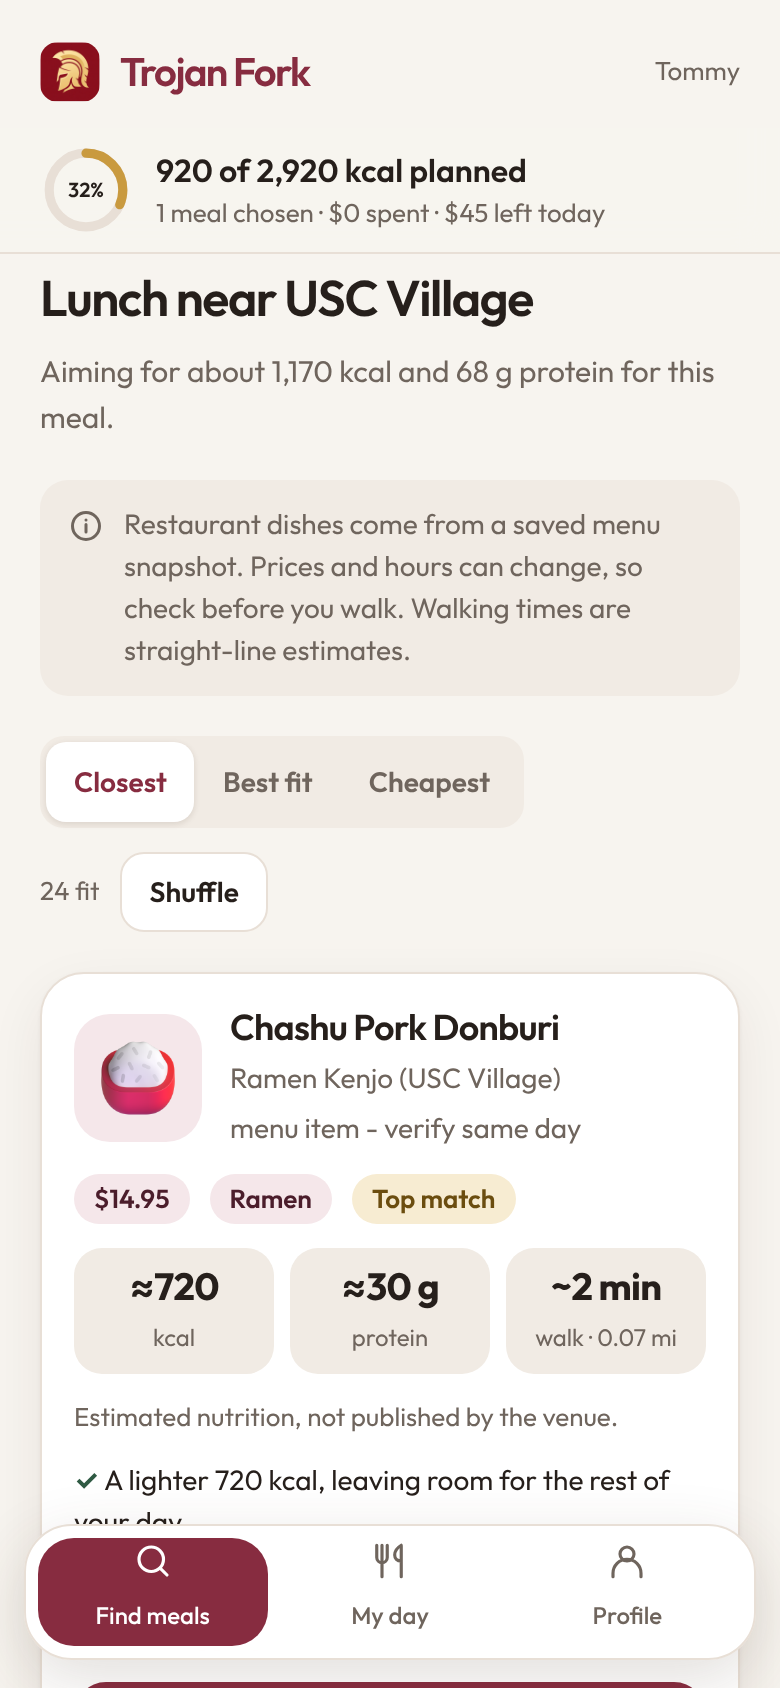 Trojan Fork
Tommy
32%
920 of 2,920 kcal planned
1 meal chosen · $0 spent · $45 left today
Lunch near USC Village
Aiming for about 1,170 kcal and 68 g protein for this
meal.
Restaurant dishes come from a saved menu
snapshot. Prices and hours can change, so
check before you walk. Walking times are
straight-line estimates.
Closest
Best fit
Cheapest
24 fit
Shuffle
Chashu Pork Donburi
Ramen Kenjo (USC Village)
menu item - verify same day
$14.95
Ramen
Top match
≈720
kcal
≈30 g
protein
~2 min
walk · 0.07 mi
Estimated nutrition, not published by the venue.
✓ A lighter 720 kcal, leaving room for the rest of
your day
Find meals
My day
Profile